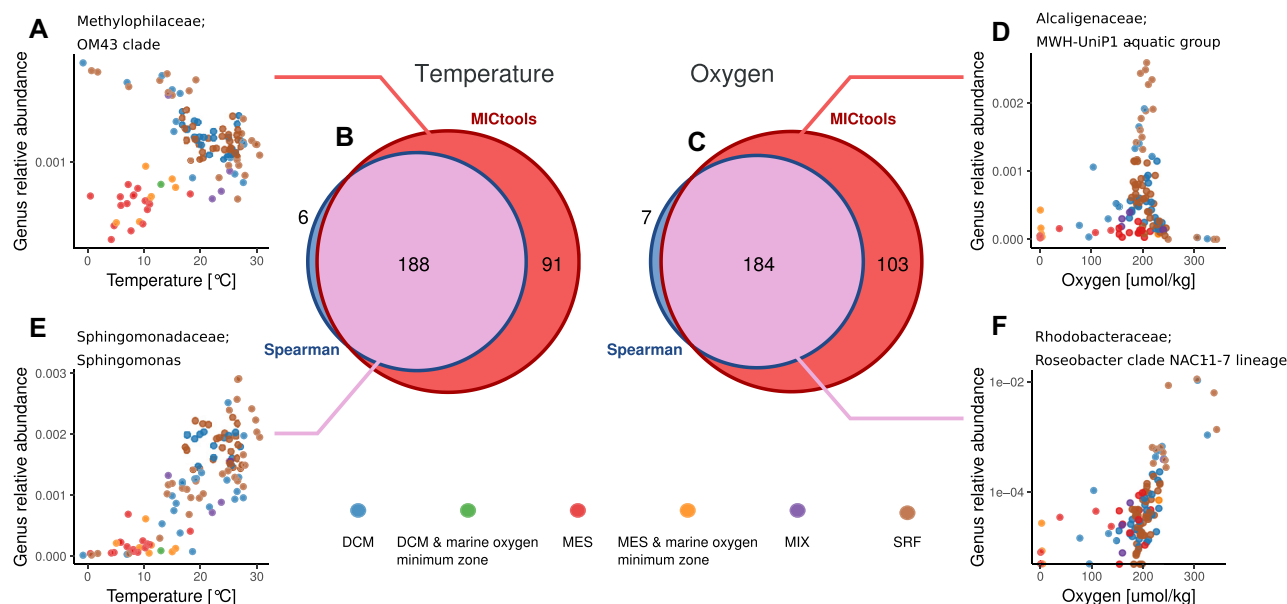 A
Methylophilaceae;
OM43 clade
Genus relative abundance
0.001
0
10
20
30
Temperature [°C]
Temperature
MICtools
B
6
188
91
Spearman
Oxygen
MICtools
C
7
184
103
Spearman
D
Alcaligenaceae;
MWH-UniP1 aquatic group
Genus relative abundance
0.002
0.001
0.000
0
100
200
300
Oxygen [umol/kg]
E
Sphingomonadaceae;
Sphingomonas
Genus relative abundance
0.003
0.002
0.001
0.000
0
10
20
30
Temperature [°C]
F
Rhodobacteraceae;
Roseobacter clade NAC11-7 lineage
Genus relative abundance
1e−02
1e−04
0
100
200
300
Oxygen [umol/kg]
DCM
DCM & marine oxygen
minimum zone
MES
MES & marine oxygen
minimum zone
MIX
SRF